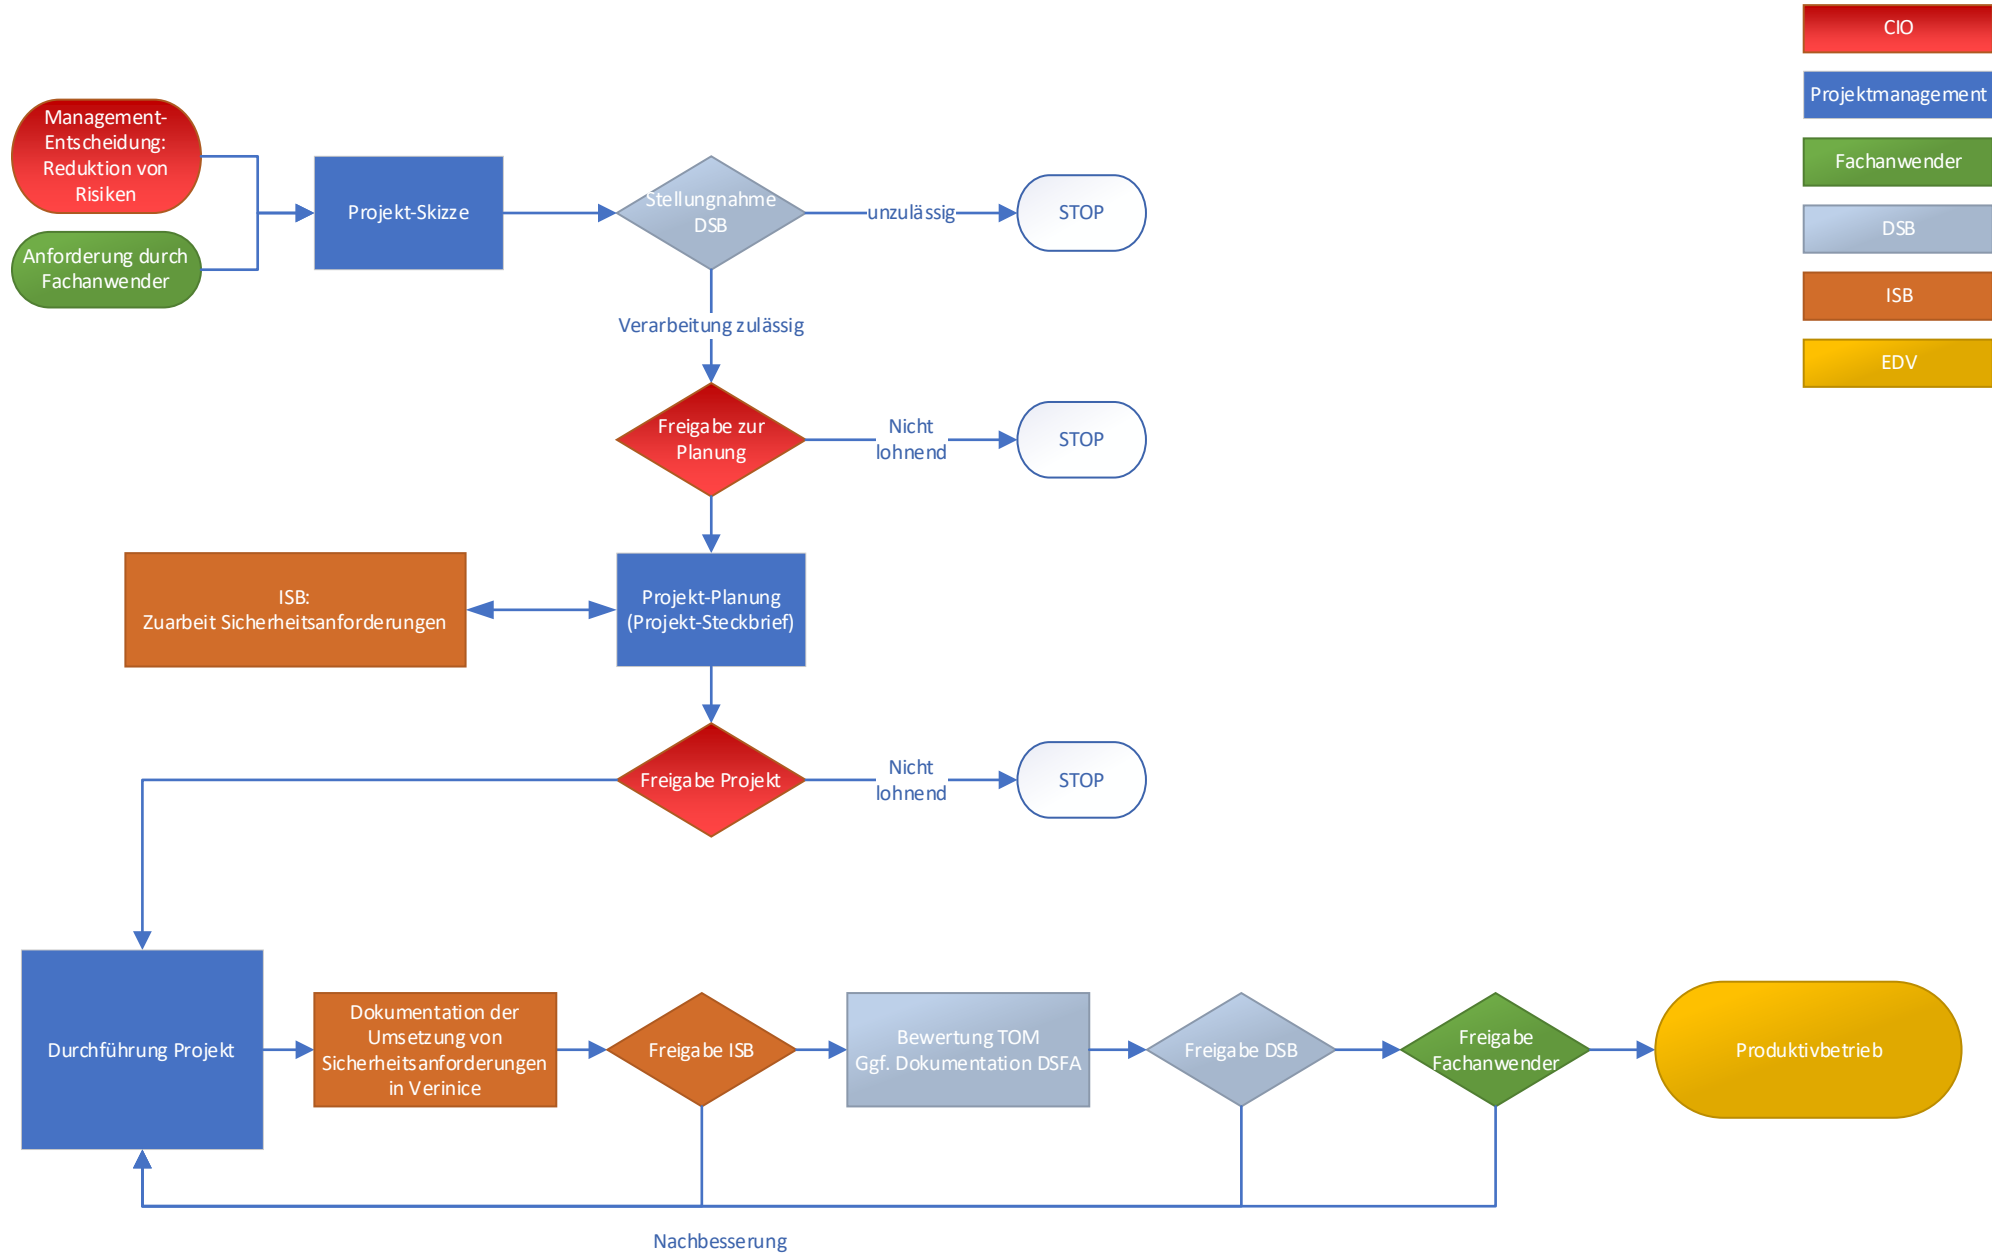 CIO
Projektmanagement
Fachanwender
DSB
ISB
EDV
Management-
Entscheidung:
Reduktion von
Risiken
Anforderung durch
Fachanwender
Projekt-Skizze
Stellungnahme
DSB
unzulässig
STOP
Verarbeitung zulässig
Freigabe zur
Planung
Nicht
lohnend
STOP
ISB:
Zuarbeit Sicherheitsanforderungen
Projekt-Planung
(Projekt-Steckbrief)
Freigabe Projekt
Nicht
lohnend
STOP
Durchführung Projekt
Dokumentation der
Umsetzung von
Sicherheitsanforderungen
in Verinice
Freigabe ISB
Bewertung TOM
Ggf. Dokumentation DSFA
Freigabe DSB
Freigabe
Fachanwender
Produktivbetrieb
Nachbesserung